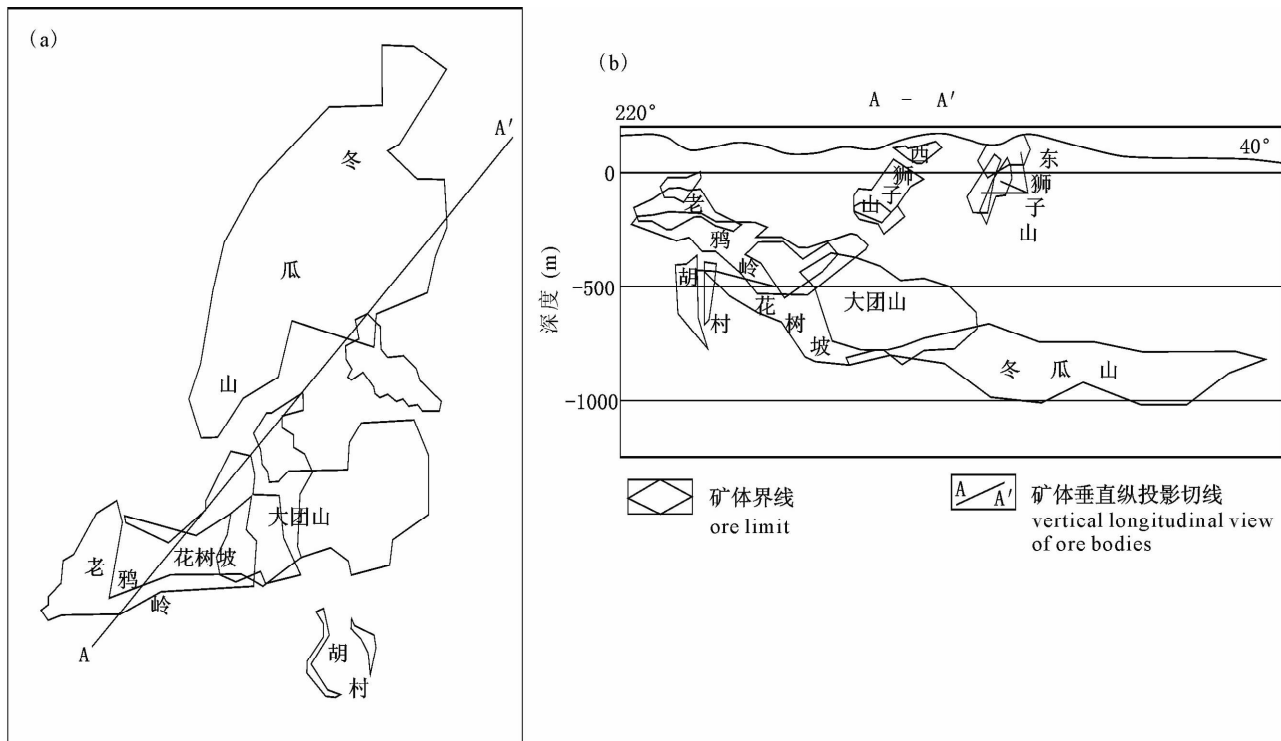 (a)
冬
A′
瓜
山
大团山
花树坡
老鸦岭
A
胡村
(b)
A - A′
220°
40°
西狮子山
东狮子山
0
老鸦岭
深度 (m)
-500
胡村
花树坡
大团山
冬瓜山
-1000
矿体界线
ore limit
A A′
矿体垂直纵投影切线
vertical longitudinal view
of ore bodies